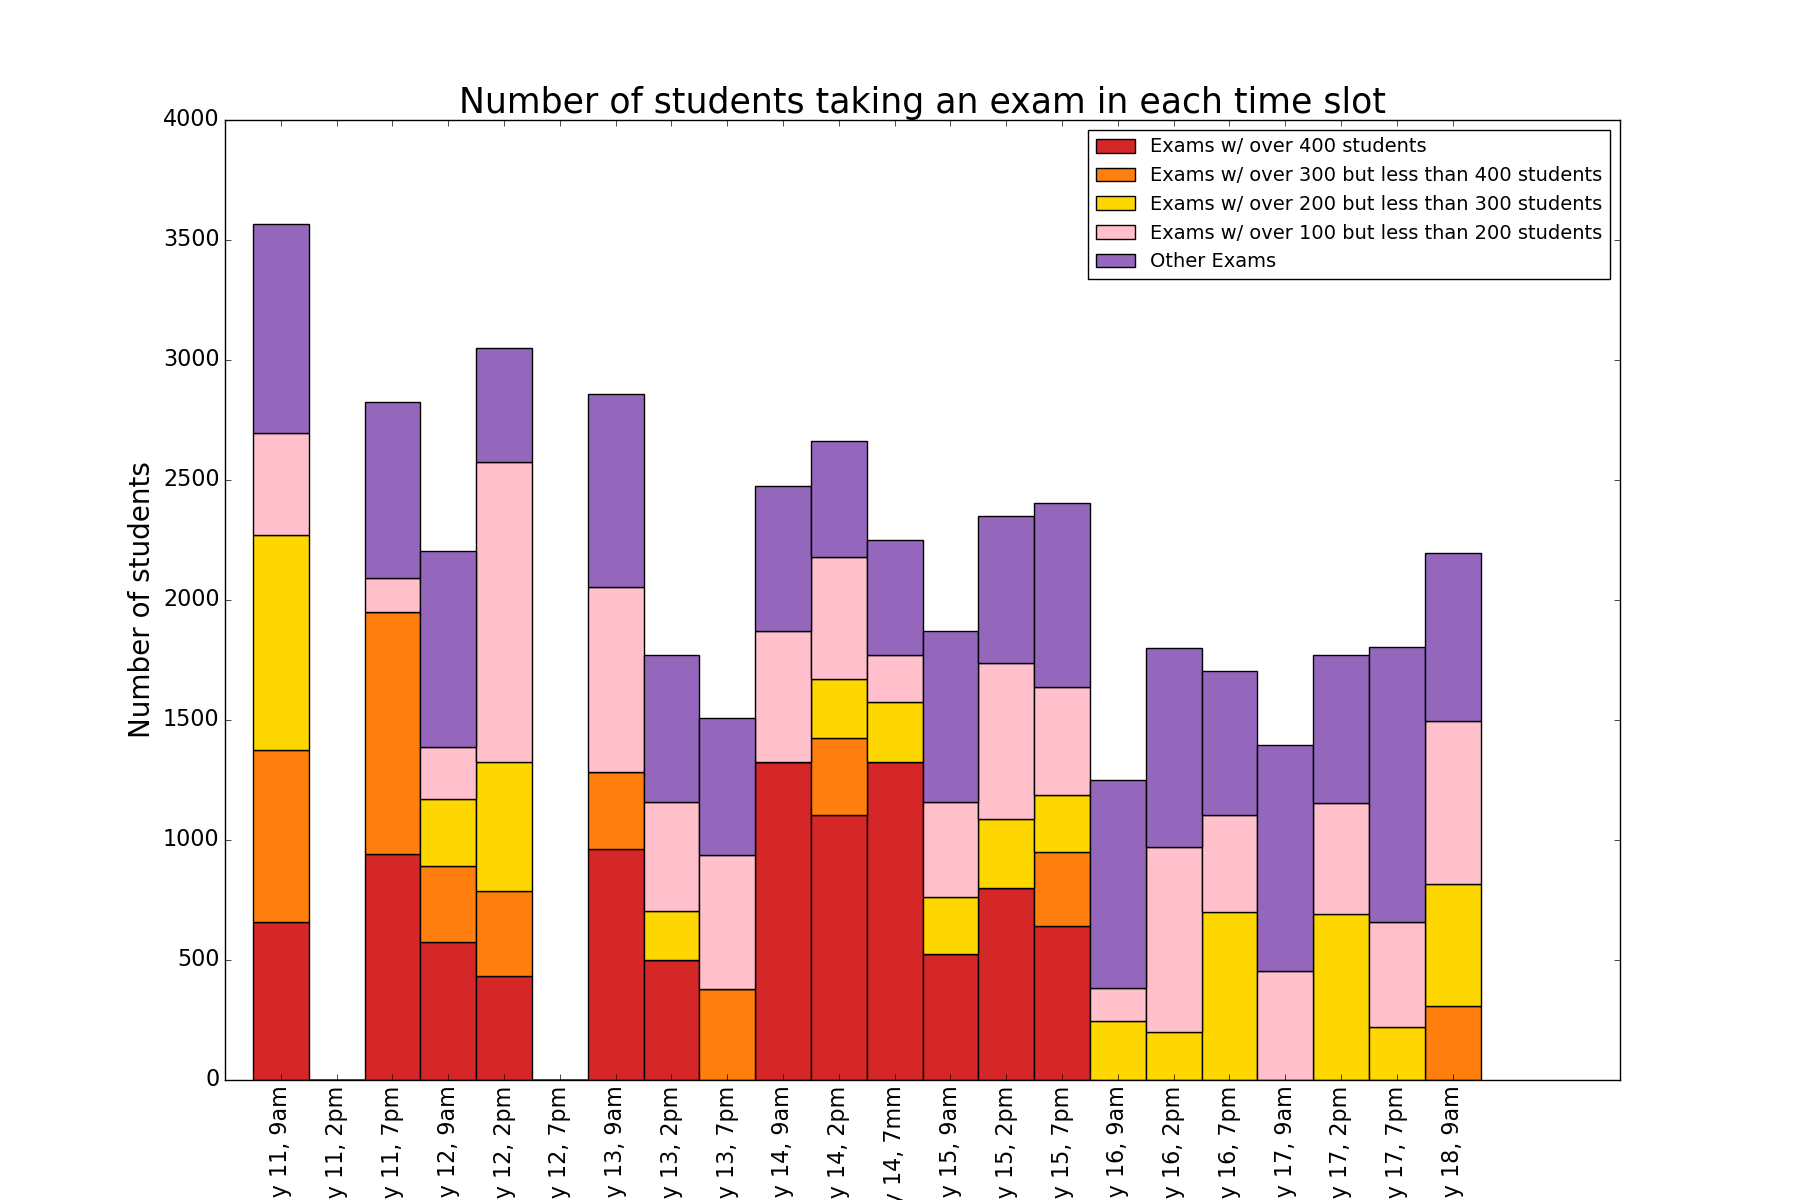 Number of students taking an exam in each time slot
Exams w/ over 400 students
Exams w/ over 300 but less than 400 students
Exams w/ over 200 but less than 300 students
Exams w/ over 100 but less than 200 students
Other Exams
Number of students
4000
3500
3000
2500
2000
1500
1000
500
0
y 11, 9am
y 11, 2pm
y 11, 7pm
y 12, 9am
y 12, 2pm
y 12, 7pm
y 13, 9am
y 13, 2pm
y 13, 7pm
y 14, 9am
y 14, 2pm
y 14, 7mm
y 15, 9am
y 15, 2pm
y 15, 7pm
y 16, 9am
y 16, 2pm
y 16, 7pm
y 17, 9am
y 17, 2pm
y 17, 7pm
y 18, 9am